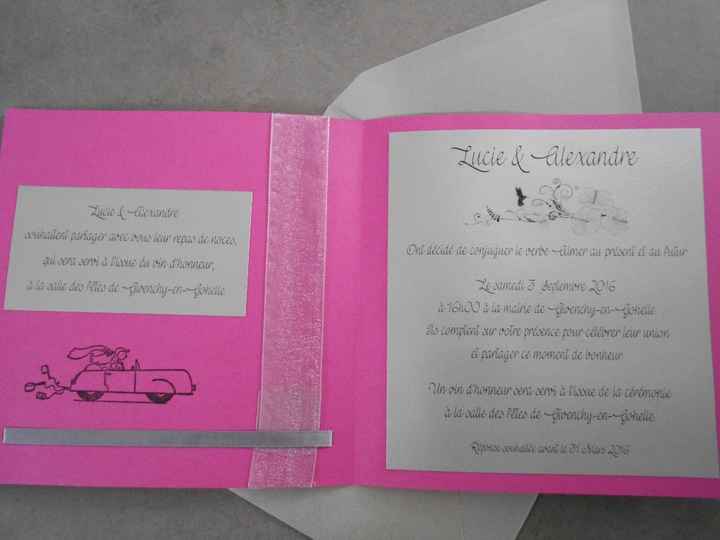 Lucie & Alexandre
souhaitent partager avec vous leur repas de noces,
qui sera servi à l'issue du vin d'honneur,
à la salle des Fêtes de Givenchy-en-Gohelle.
Lucie & Alexandre
Ont décidé de conjuguer le verbe Aimer au présent et au Futur
Le samedi 3 Septembre 2016
à 16H00 à la mairie de Givenchy-en-Gohelle
Ils comptent sur votre présence pour célébrer leur union
et partager ce moment de bonheur
Un vin d'honneur sera servi à l'issue de la cérémonie
à la salle des Fêtes de Givenchy-en-Gohelle
Réponse souhaitée avant le 31 Mars 2016